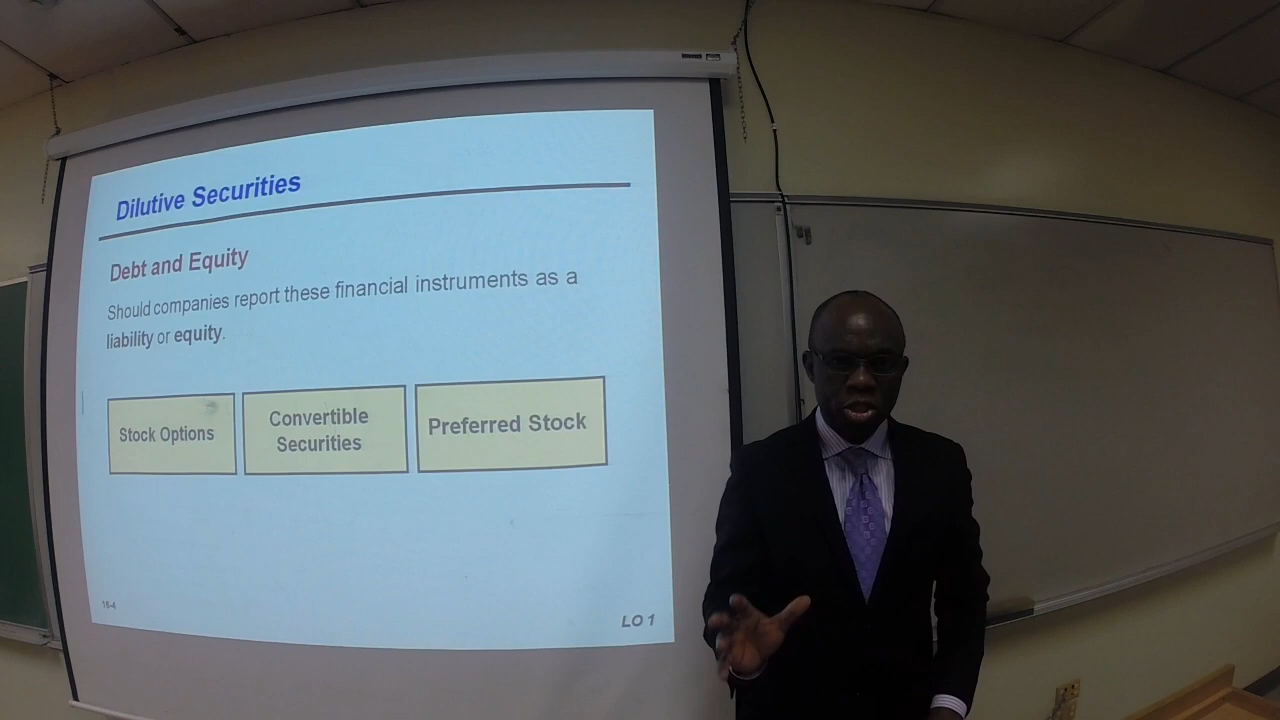 Dilutive Securities
Debt and Equity
Should companies report these financial instruments as a
liability or equity.
Stock Options
Convertible
Securities
Preferred Stock
16-4
LO 1